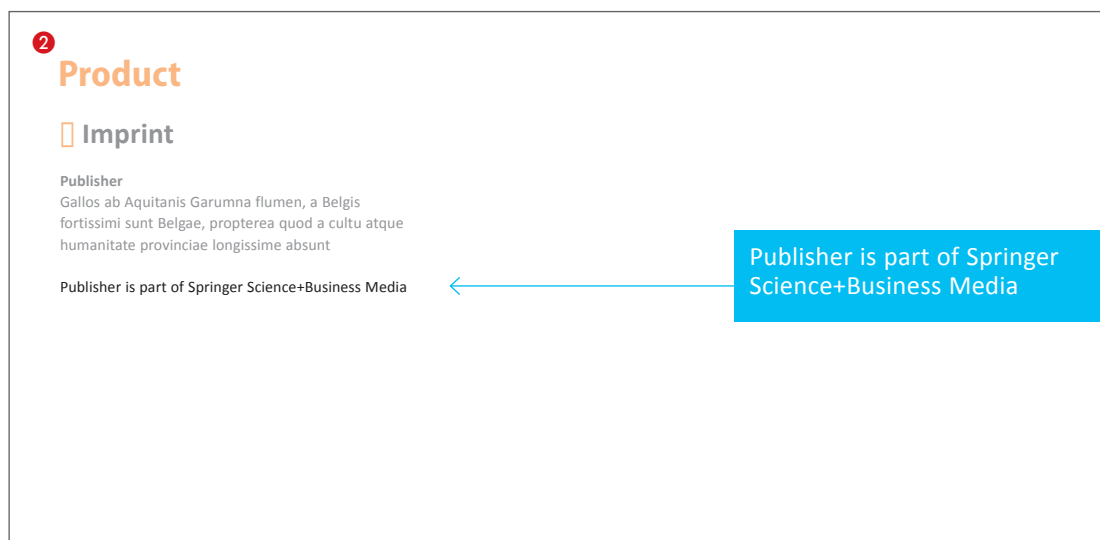 2
Product
Imprint
Publisher
Gallos ab Aquitanis Garumna flumen, a Belgis
fortissimi sunt Belgae, propterea quod a cultu atque
humanitate provinciae longissime absunt
Publisher is part of Springer Science+Business Media
Publisher is part of Springer
Science+Business Media